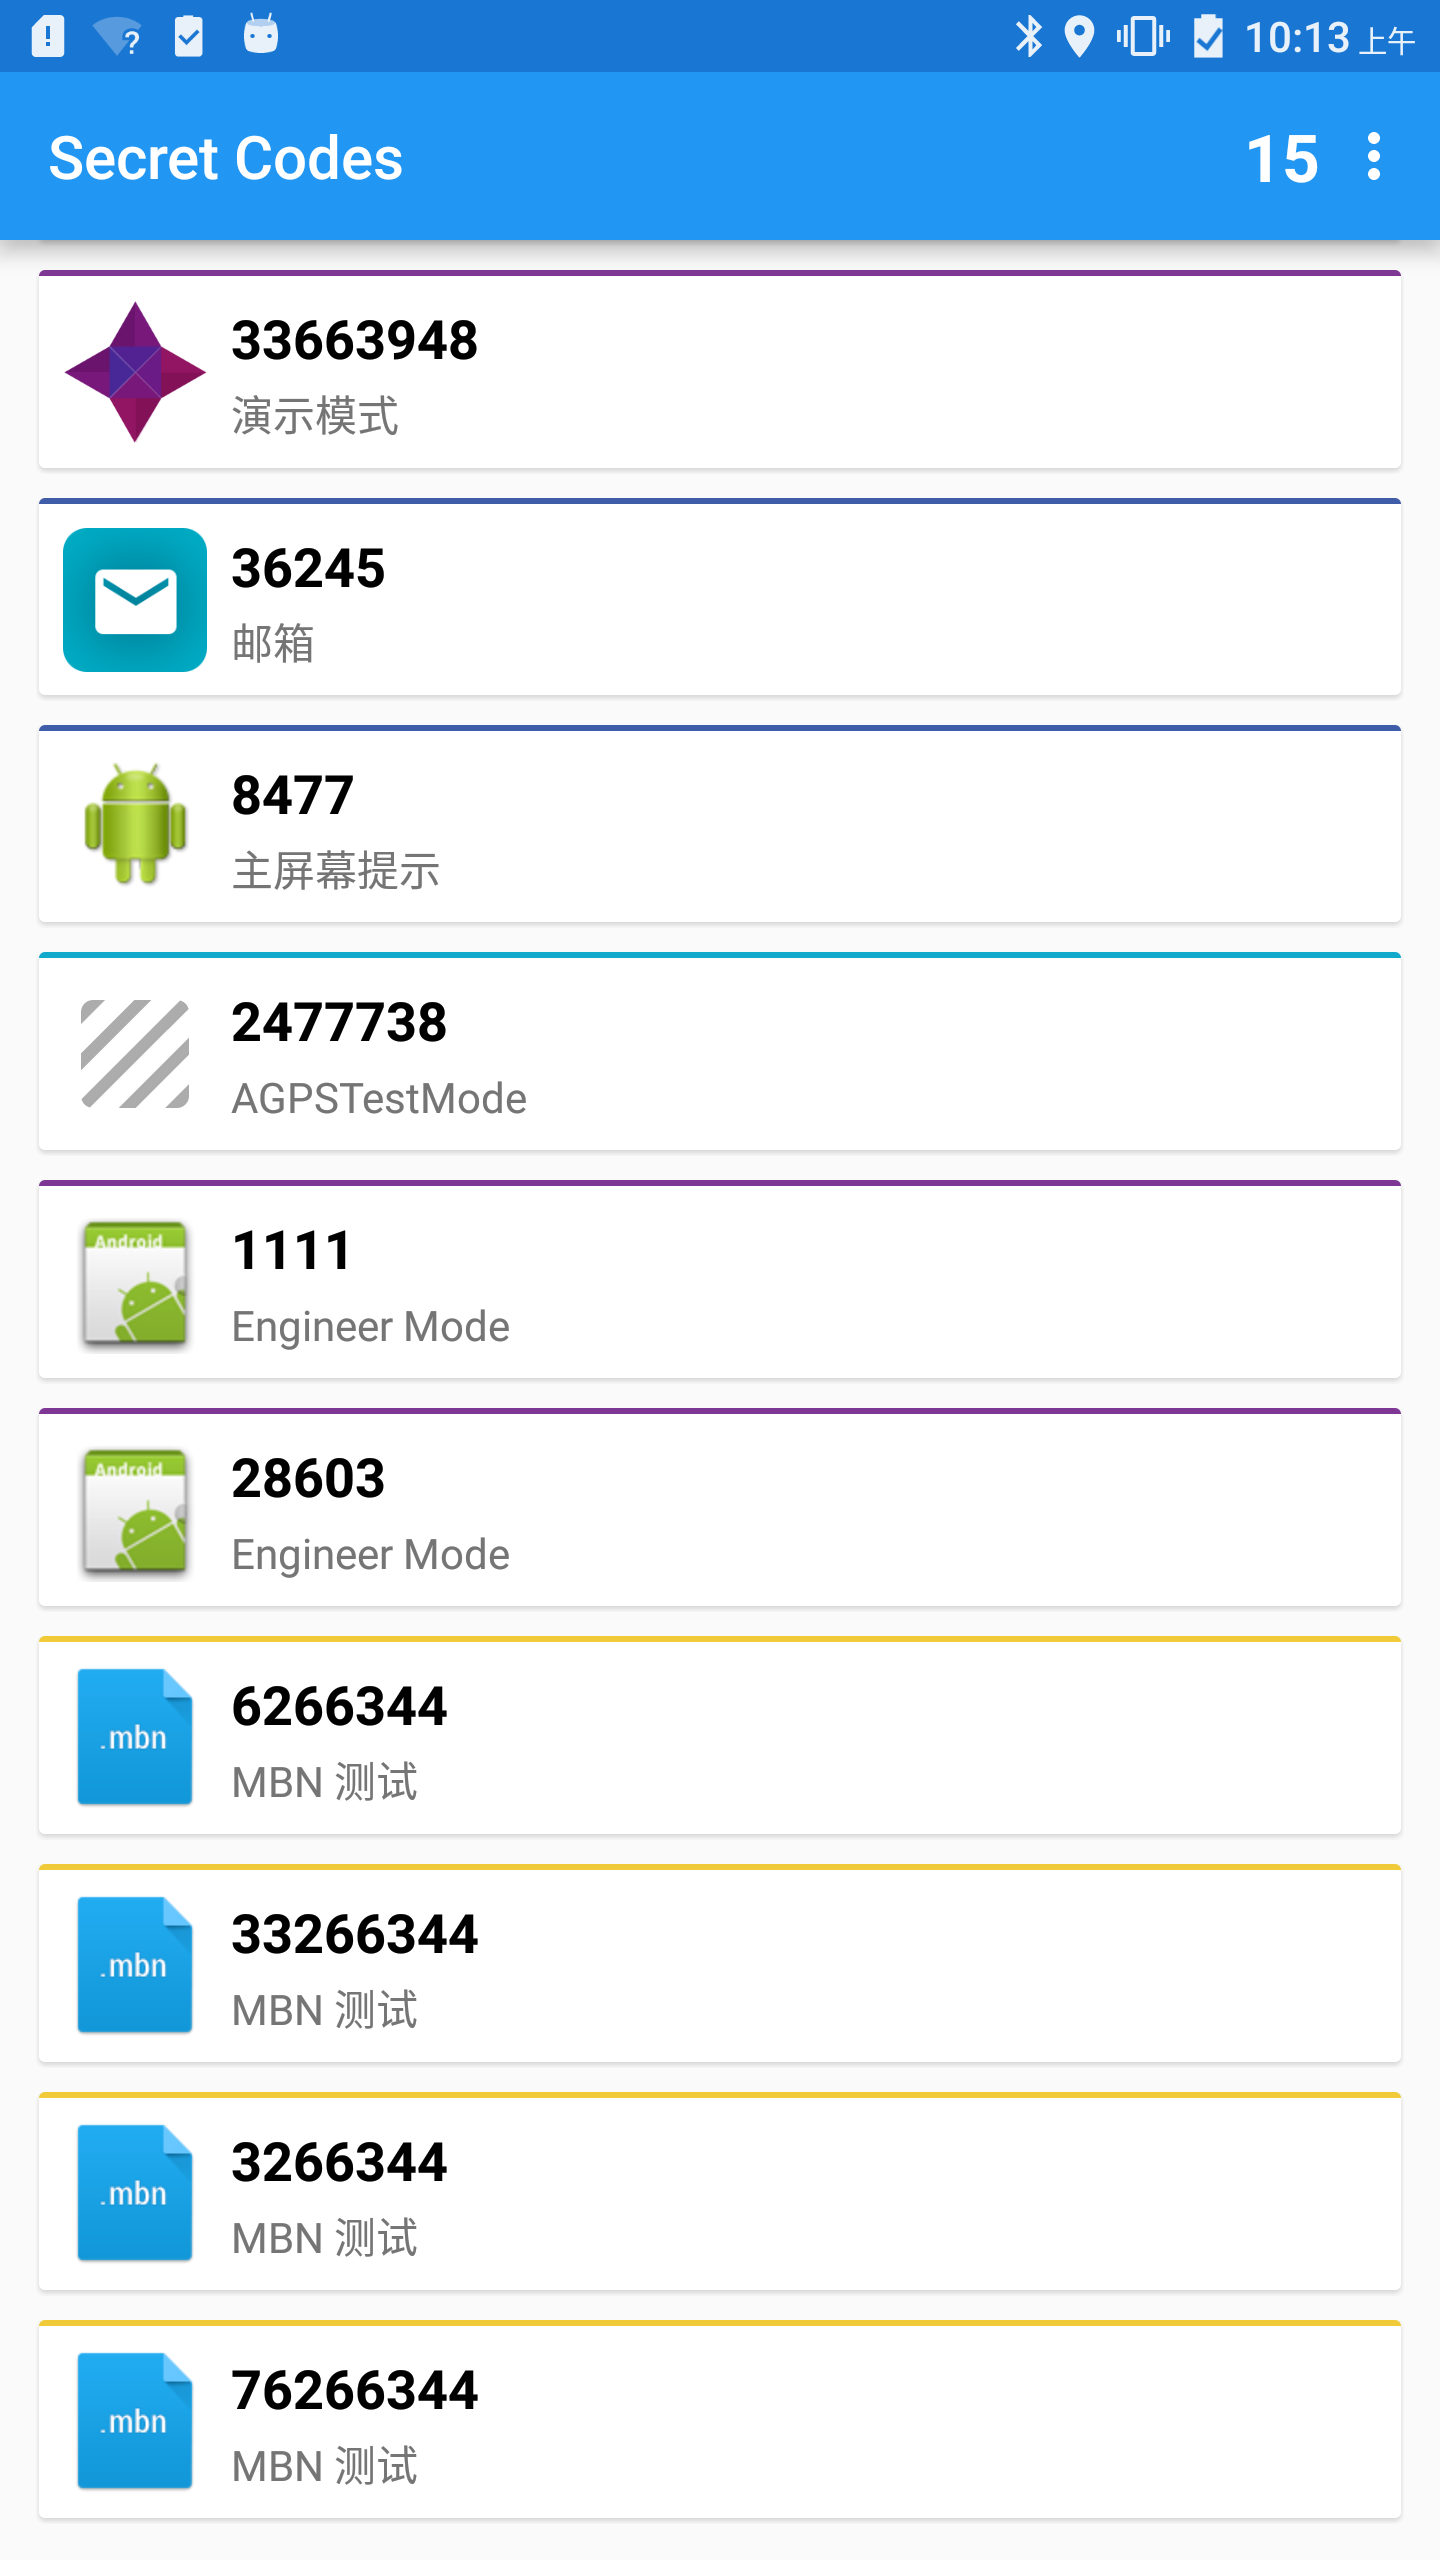 10:13 上午
Secret Codes 15
33663948
演示模式
36245
邮箱
8477
主屏幕提示
2477738
AGPSTestMode
Android
1111
Engineer Mode
Android
28603
Engineer Mode
.mbn
6266344
MBN 测试
.mbn
33266344
MBN 测试
.mbn
3266344
MBN 测试
.mbn
76266344
MBN 测试